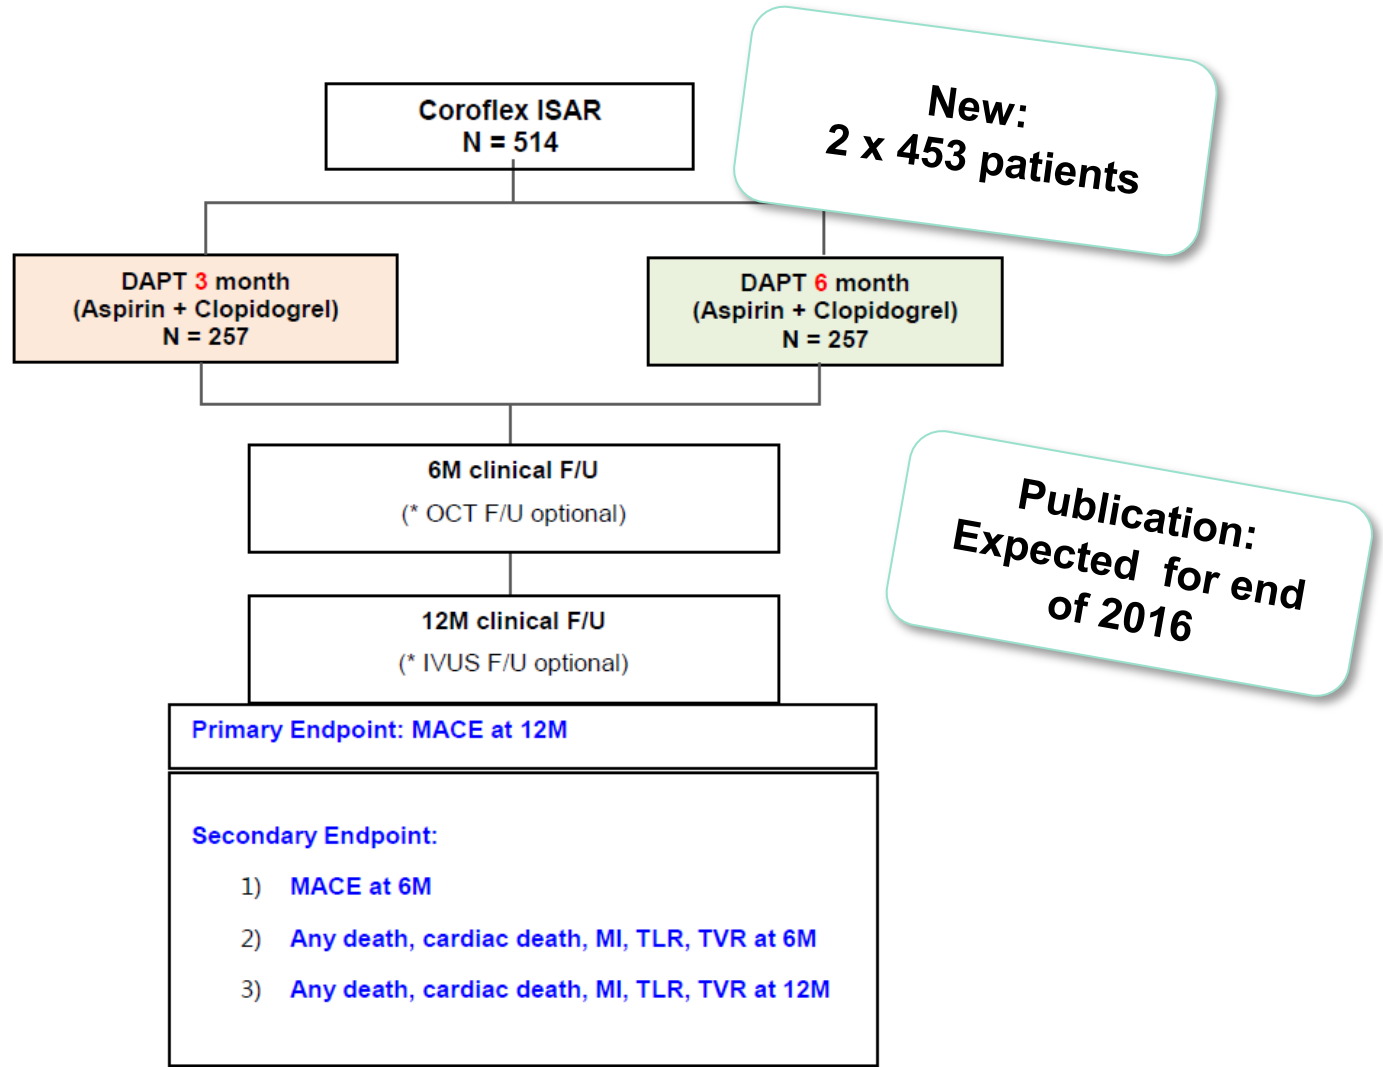 Coroflex ISAR
N = 514
New:
2 x 453 patients
DAPT 3 month
(Aspirin + Clopidogrel)
N = 257
DAPT 6 month
(Aspirin + Clopidogrel)
N = 257
6M clinical F/U
(* OCT F/U optional)
Publication:
Expected for end
of 2016
12M clinical F/U
(* IVUS F/U optional)
Primary Endpoint: MACE at 12M
Secondary Endpoint:
1) MACE at 6M
2) Any death, cardiac death, MI, TLR, TVR at 6M
3) Any death, cardiac death, MI, TLR, TVR at 12M